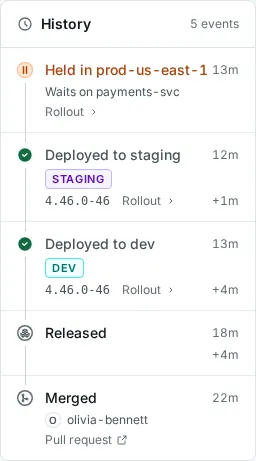 History 5 events
Held in prod-us-east-1 13m
Waits on payments-svc
Rollout
Deployed to staging 12m
STAGING
4.46.0-46 Rollout +1m
Deployed to dev 13m
DEV
4.46.0-46 Rollout +4m
Released 18m
+4m
Merged 22m
O olivia-bennett
Pull request